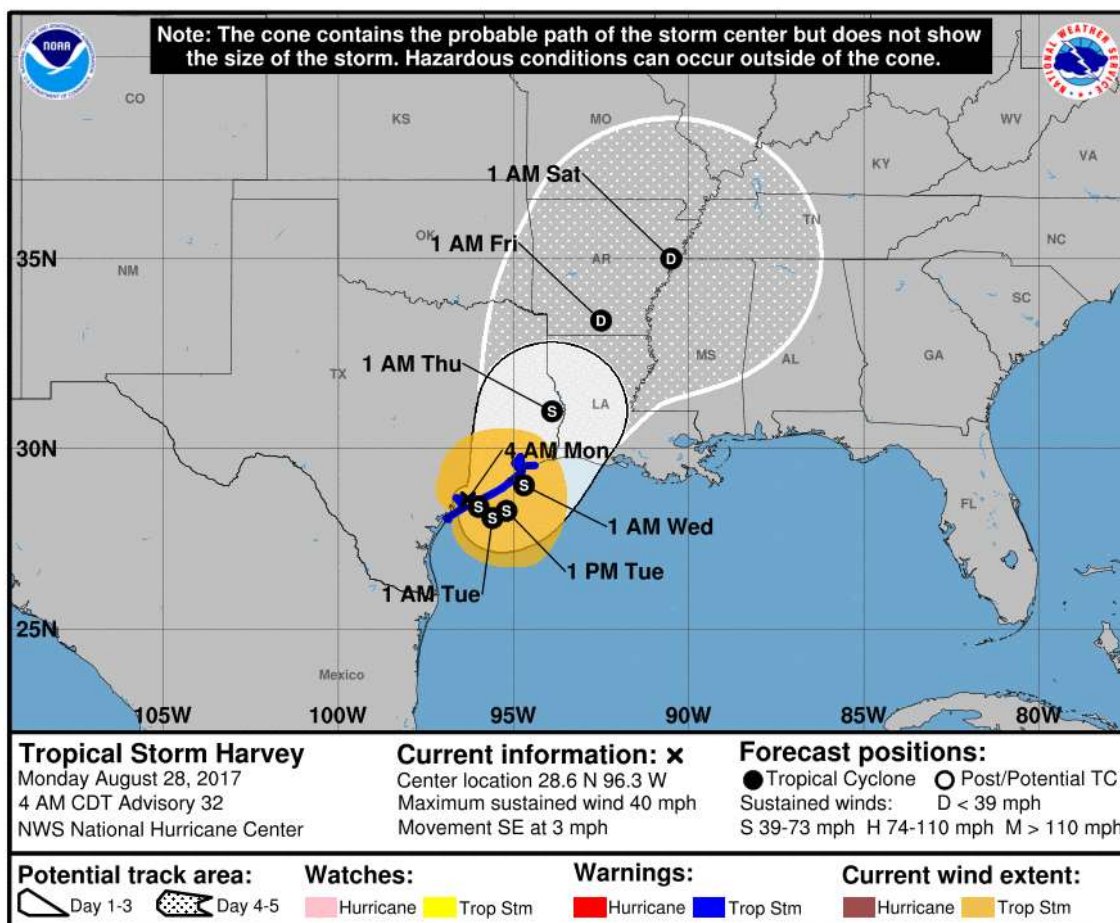 Note: The cone contains the probable path of the storm center but does not show
the size of the storm. Hazardous conditions can occur outside of the cone.
NOAA
NATIONAL WEATHER SERVICE
CO
KS
MO
WV
KY
VA
1 AM Sat
TN
OK
1 AM Fri
AR
NC
35N
NM
D
D
SC
MS
AL
GA
1 AM Thu
TX
LA
S
30N
4 AM Mon
S
S
S
S
FL
1 AM Wed
1 PM Tue
1 AM Tue
25N
Mexico
105W
100W
95W
90W
85W
80W
Tropical Storm Harvey
Monday August 28, 2017
4 AM CDT Advisory 32
NWS National Hurricane Center
Current information: x
Center location 28.6 N 96.3 W
Maximum sustained wind 40 mph
Movement SE at 3 mph
Forecast positions:
Tropical Cyclone Post/Potential TC
Sustained winds: D < 39 mph
S 39-73 mph H 74-110 mph M > 110 mph
Potential track area:
Day 1-3 Day 4-5
Watches:
Hurricane Trop Stm
Warnings:
Hurricane Trop Stm
Current wind extent:
Hurricane Trop Stm